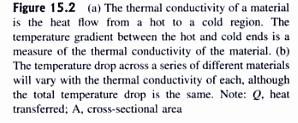 Figure 15.2 (a) The thermal conductivity of a material
is the heat flow from a hot to a cold region. The
temperature gradient between the hot and cold ends is a
measure of the thermal conductivity of the material. (b)
The temperature drop across a series of different materials
will vary with the thermal conductivity of each, although
the total temperature drop is the same. Note: Q, heat
transferred; A, cross-sectional area